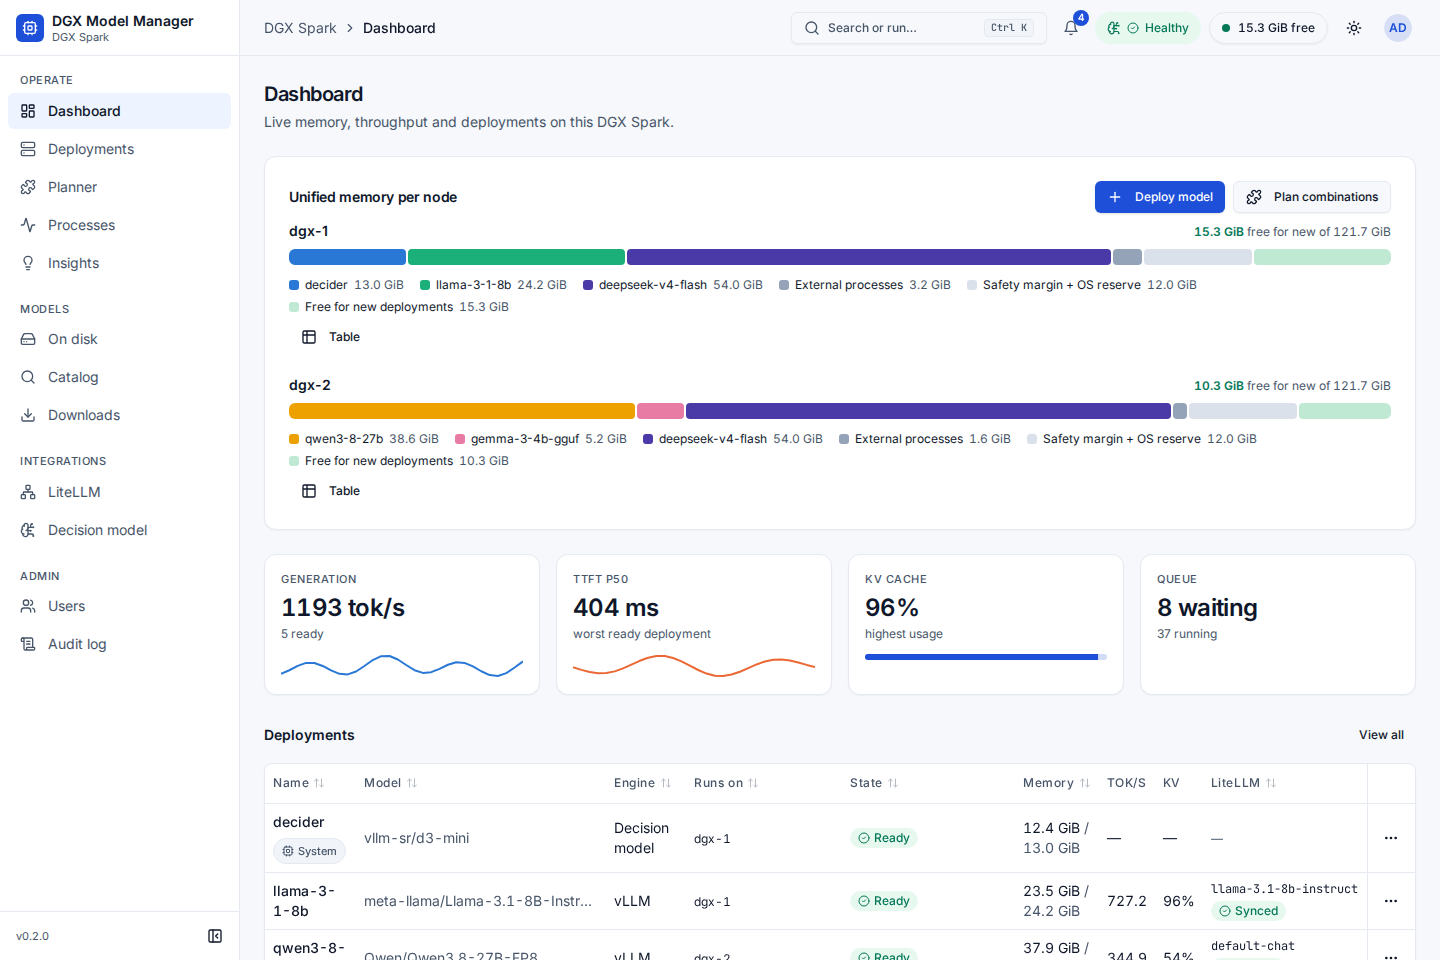 DGX Model Manager
DGX Spark
OPERATE
Dashboard
Deployments
Planner
Processes
Insights
MODELS
On disk
Catalog
Downloads
INTEGRATIONS
LiteLLM
Decision model
ADMIN
Users
Audit log
v0.2.0
DGX Spark > Dashboard
Search or run... Ctrl K
4
Healthy
15.3 GiB free
AD
Dashboard
Live memory, throughput and deployments on this DGX Spark.
Unified memory per node
Deploy model
Plan combinations
dgx-1
15.3 GiB free for new of 121.7 GiB
decider 13.0 GiB llama-3-1-8b 24.2 GiB deepseek-v4-flash 54.0 GiB External processes 3.2 GiB Safety margin + OS reserve 12.0 GiB
Free for new deployments 15.3 GiB
Table
dgx-2
10.3 GiB free for new of 121.7 GiB
qwen3-8-27b 38.6 GiB gemma-3-4b-gguf 5.2 GiB deepseek-v4-flash 54.0 GiB External processes 1.6 GiB Safety margin + OS reserve 12.0 GiB
Free for new deployments 10.3 GiB
Table
GENERATION
1193 tok/s
5 ready
TTFT P50
404 ms
worst ready deployment
KV CACHE
96%
highest usage
QUEUE
8 waiting
37 running
Deployments
View all
Name Model Engine Runs on State Memory TOK/S KV LiteLLM
decider
System
vllm-sr/d3-mini
Decision
model
dgx-1
Ready
12.4 GiB /
13.0 GiB
—
—
—
llama-3-
1-8b
meta-llama/Llama-3.1-8B-Instr...
vLLM
dgx-1
Ready
23.5 GiB /
24.2 GiB
727.2
96%
llama-3.1-8b-instruct
Synced
qwen3-8-
Qwen/Qwen3.8-27B-FP8
vLLM
dgx-2
Ready
37.9 GiB /
344.9
54%
default-chat